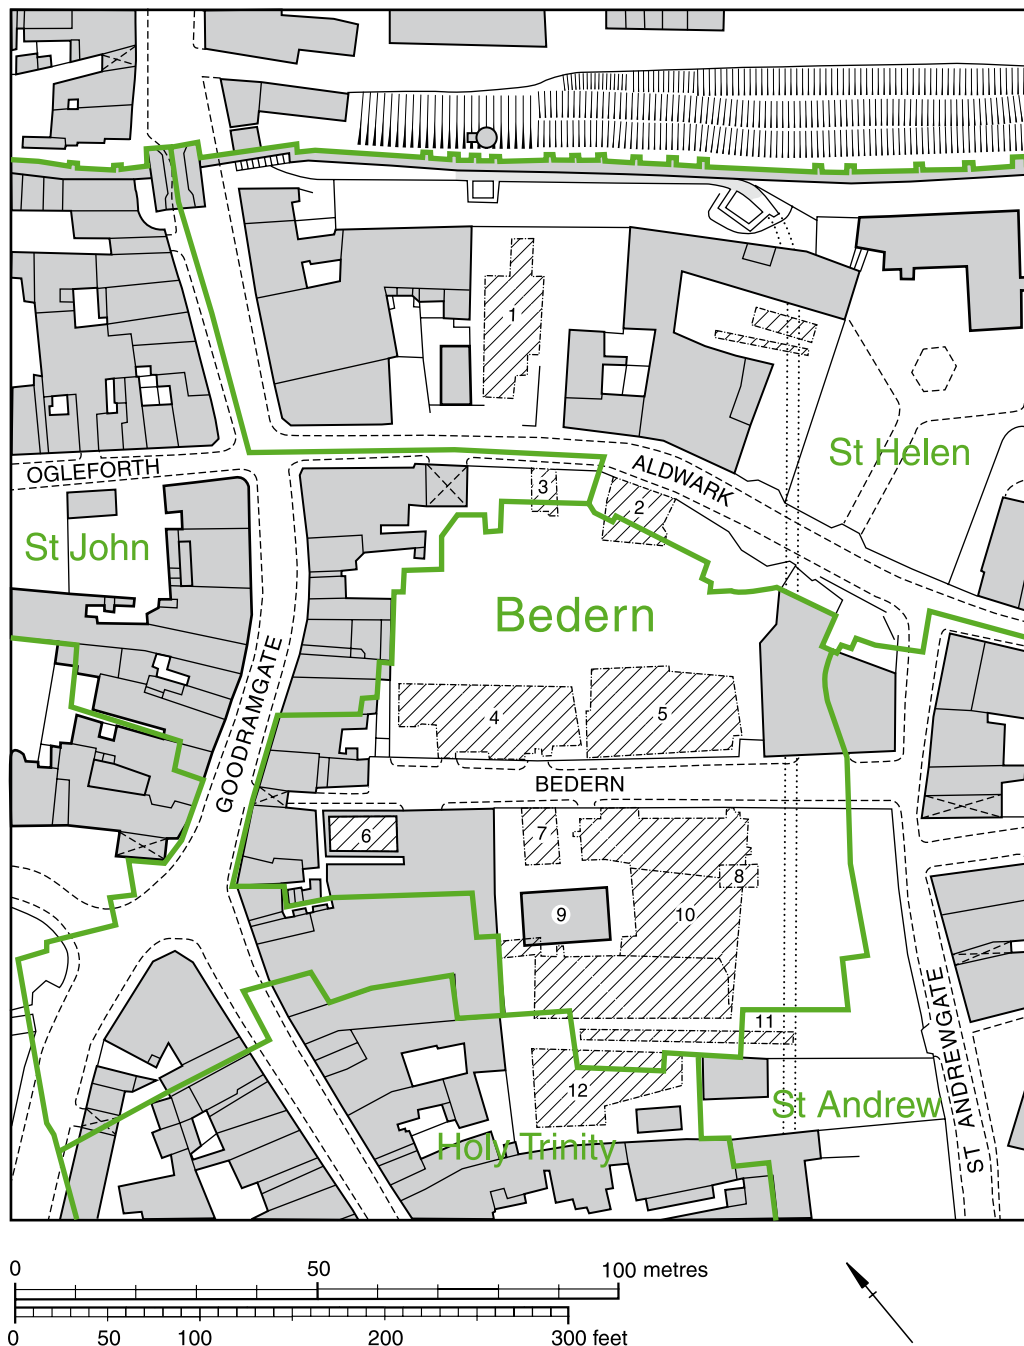 1
St Helen
OGLEFORTH
ALDWARK
3
2
St John
Bedern
GOODRAMGATE
4
5
BEDERN
6
7
8
9
10
11
12
St Andrew
ST ANDREWGATE
Holy Trinity
0 50 100 metres
0 50 100 200 300 feet